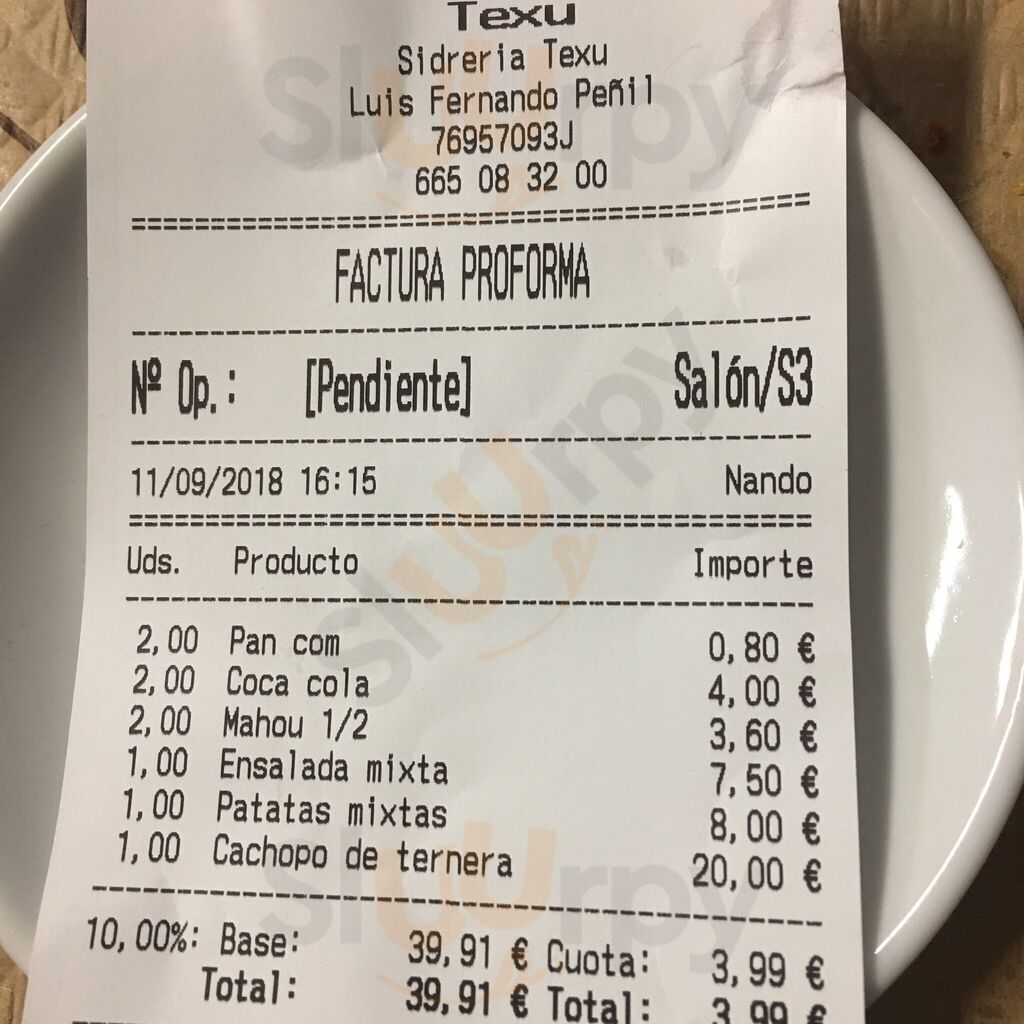 Texu
Sidreria Texu
Luis Fernando Peñil
76957093J
665 08 32 00
FACTURA PROFORMA
Nº Op.: [Pendiente] Salón/S3
11/09/2018 16:15 Nando
Uds. Producto Importe
2,00 Pan com 0,80 €
2,00 Coca cola 4,00 €
2,00 Mahou 1/2 3,60 €
1,00 Ensalada mixta 7,50 €
1,00 Patatas mixtas 8,00 €
1,00 Cachopo de ternera 20,00 €
10,00%: Base: 39,91 € Cuota: 3,99 €
Total: 39,91 € Total: 3,99 €
Sluurpy
Sluurpy
Sluurpy